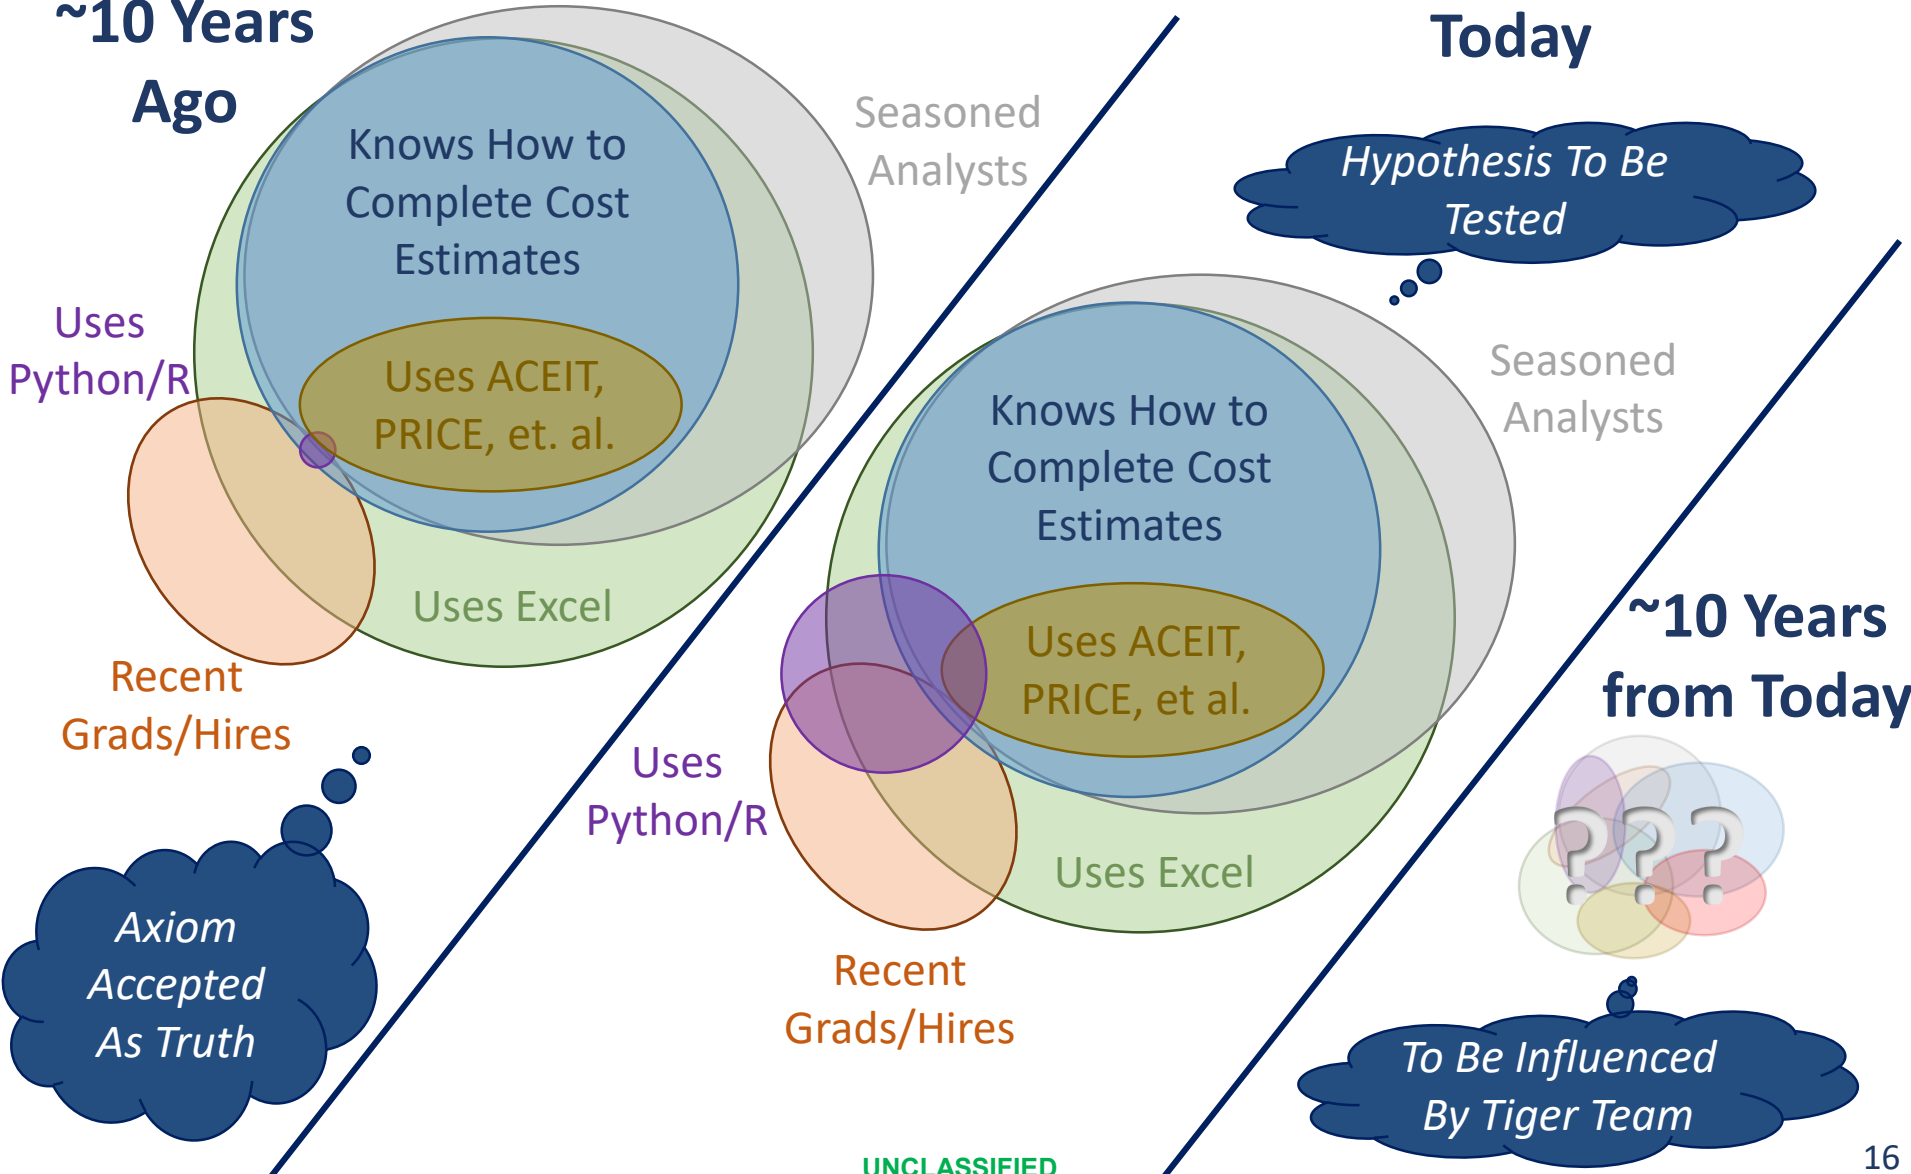 ~10 Years
Ago
Knows How to
Complete Cost
Estimates
Seasoned
Analysts
Uses
Python/R
Uses ACEIT,
PRICE, et. al.
Uses Excel
Recent
Grads/Hires
Axiom
Accepted
As Truth
Today
Hypothesis To Be
Tested
Seasoned
Analysts
Knows How to
Complete Cost
Estimates
Uses ACEIT,
PRICE, et al.
Uses
Python/R
Uses Excel
Recent
Grads/Hires
~10 Years
from Today
???
To Be Influenced
By Tiger Team
UNCLASSIFIED
16